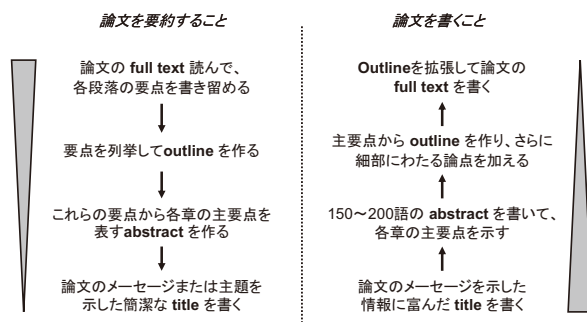 論文を要約すること
論文の full text 読んで、
各段落の要点を書き留める
要点を列挙してoutline を作る
これらの要点から各章の主要点を
表すabstract を作る
論文のメッセージまたは主題を
示した簡潔な title を書く
論文を書くこと
Outlineを拡張して論文の
full text を書く
主要点から outline を作り、さらに
細部にわたる論点を加える
150〜200語の abstract を書いて、
各章の主要点を示す
論文のメッセージを示した
情報に富んだ title を書く